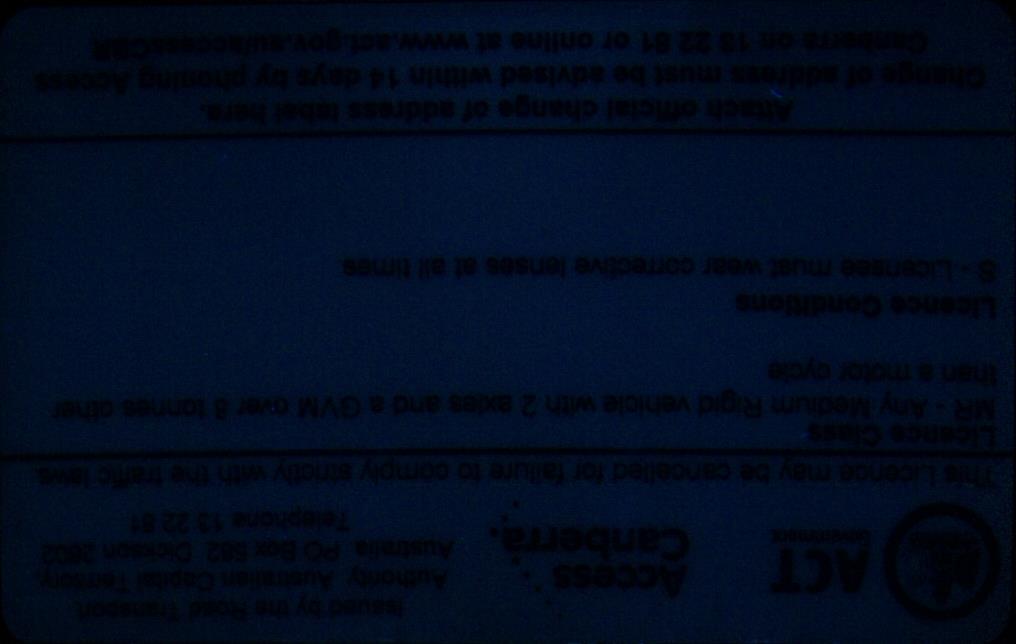 ACT
Government
Access
Canberra.
Issued by the Road Transport
Authority Australian Capital Territory,
Australia PO Box 582 Dickson 2602
Telephone 13 22 81
This Licence may be cancelled for failure to comply strictly with the traffic laws
Licence Class
MR - Any Medium Rigid vehicle with 2 axles and a GVM over 8 tonnes other
than a motor cycle
Licence Conditions
S - Licensee must wear corrective lenses at all times
Attach official change of address label here.
Change of address must be advised within 14 days by phoning Access
Canberra on 13 22 81 or online at www.act.gov.au/accessCBR